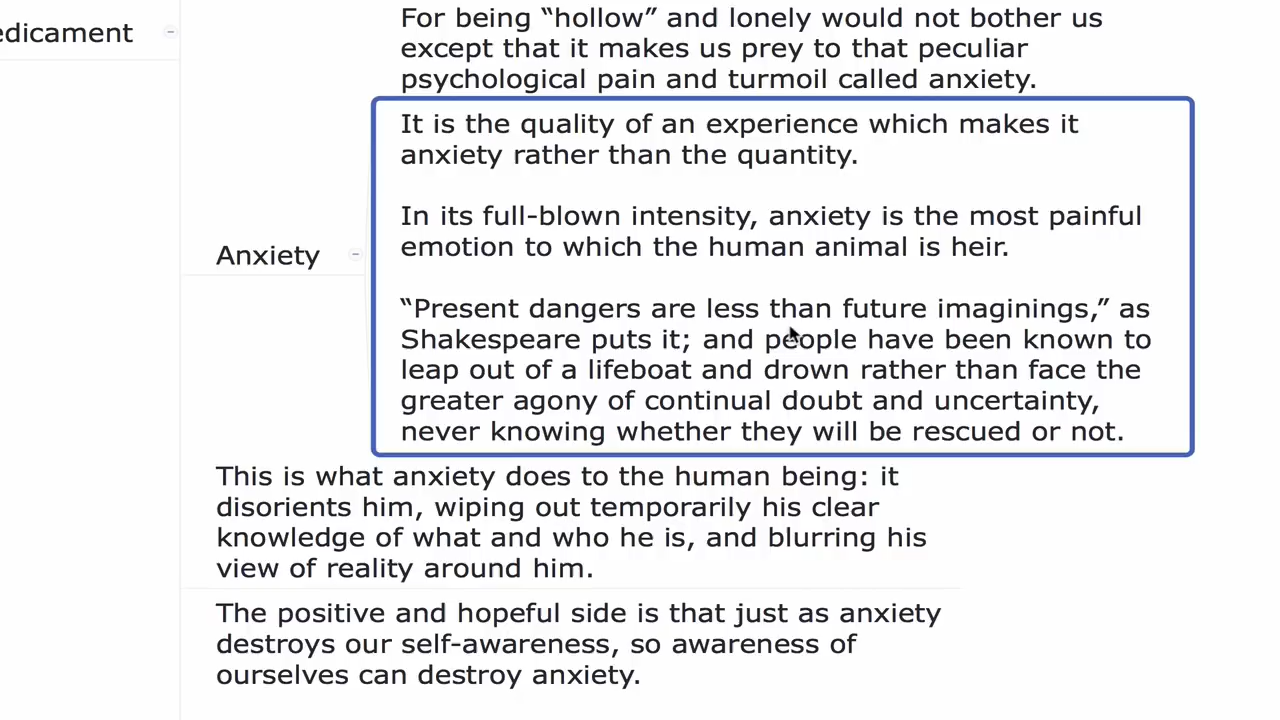 For being “hollow” and lonely would not bother us
except that it makes us prey to that peculiar
psychological pain and turmoil called anxiety.
edicament
It is the quality of an experience which makes it
anxiety rather than the quantity.
In its full-blown intensity, anxiety is the most painful
emotion to which the human animal is heir.
“Present dangers are less than future imaginings,” as
Shakespeare puts it; and people have been known to
leap out of a lifeboat and drown rather than face the
greater agony of continual doubt and uncertainty,
never knowing whether they will be rescued or not.
Anxiety
This is what anxiety does to the human being: it
disorients him, wiping out temporarily his clear
knowledge of what and who he is, and blurring his
view of reality around him.
The positive and hopeful side is that just as anxiety
destroys our self-awareness, so awareness of
ourselves can destroy anxiety.